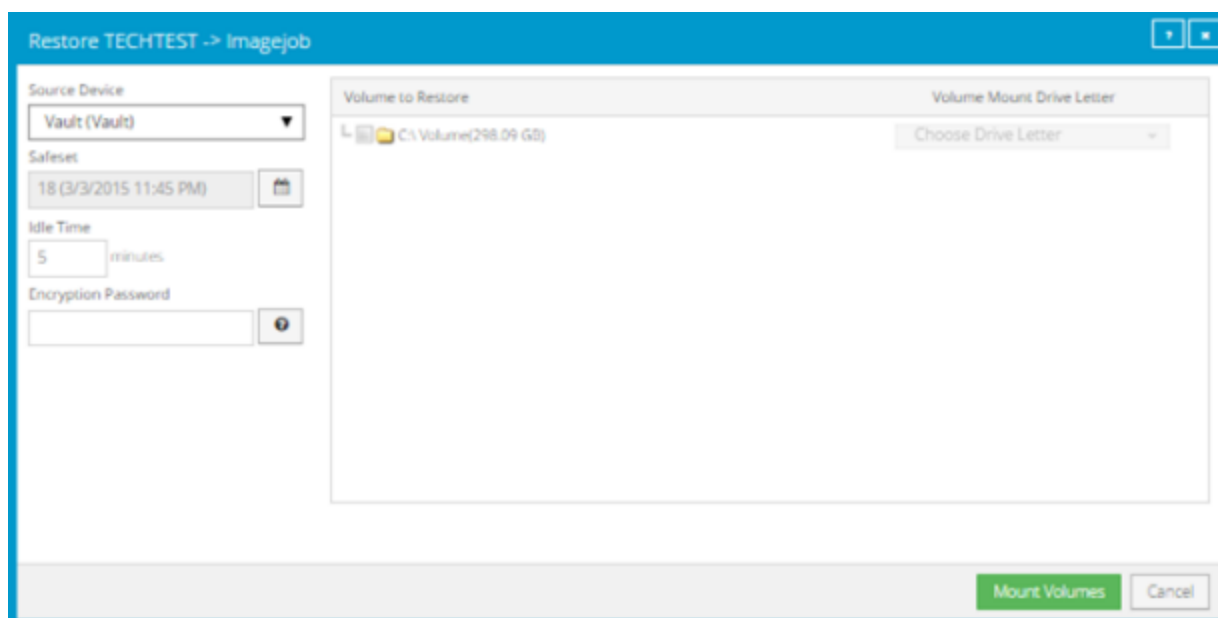 Restore TECHTEST -> Imagejob
Source Device
Vault (Vault)
Safeset
18 (3/3/2015 11:45 PM)
Idle Time
5 minutes
Encryption Password
Volume to Restore Volume Mount Drive Letter
C:\ Volume(298.09 GB) Choose Drive Letter
Mount Volumes Cancel